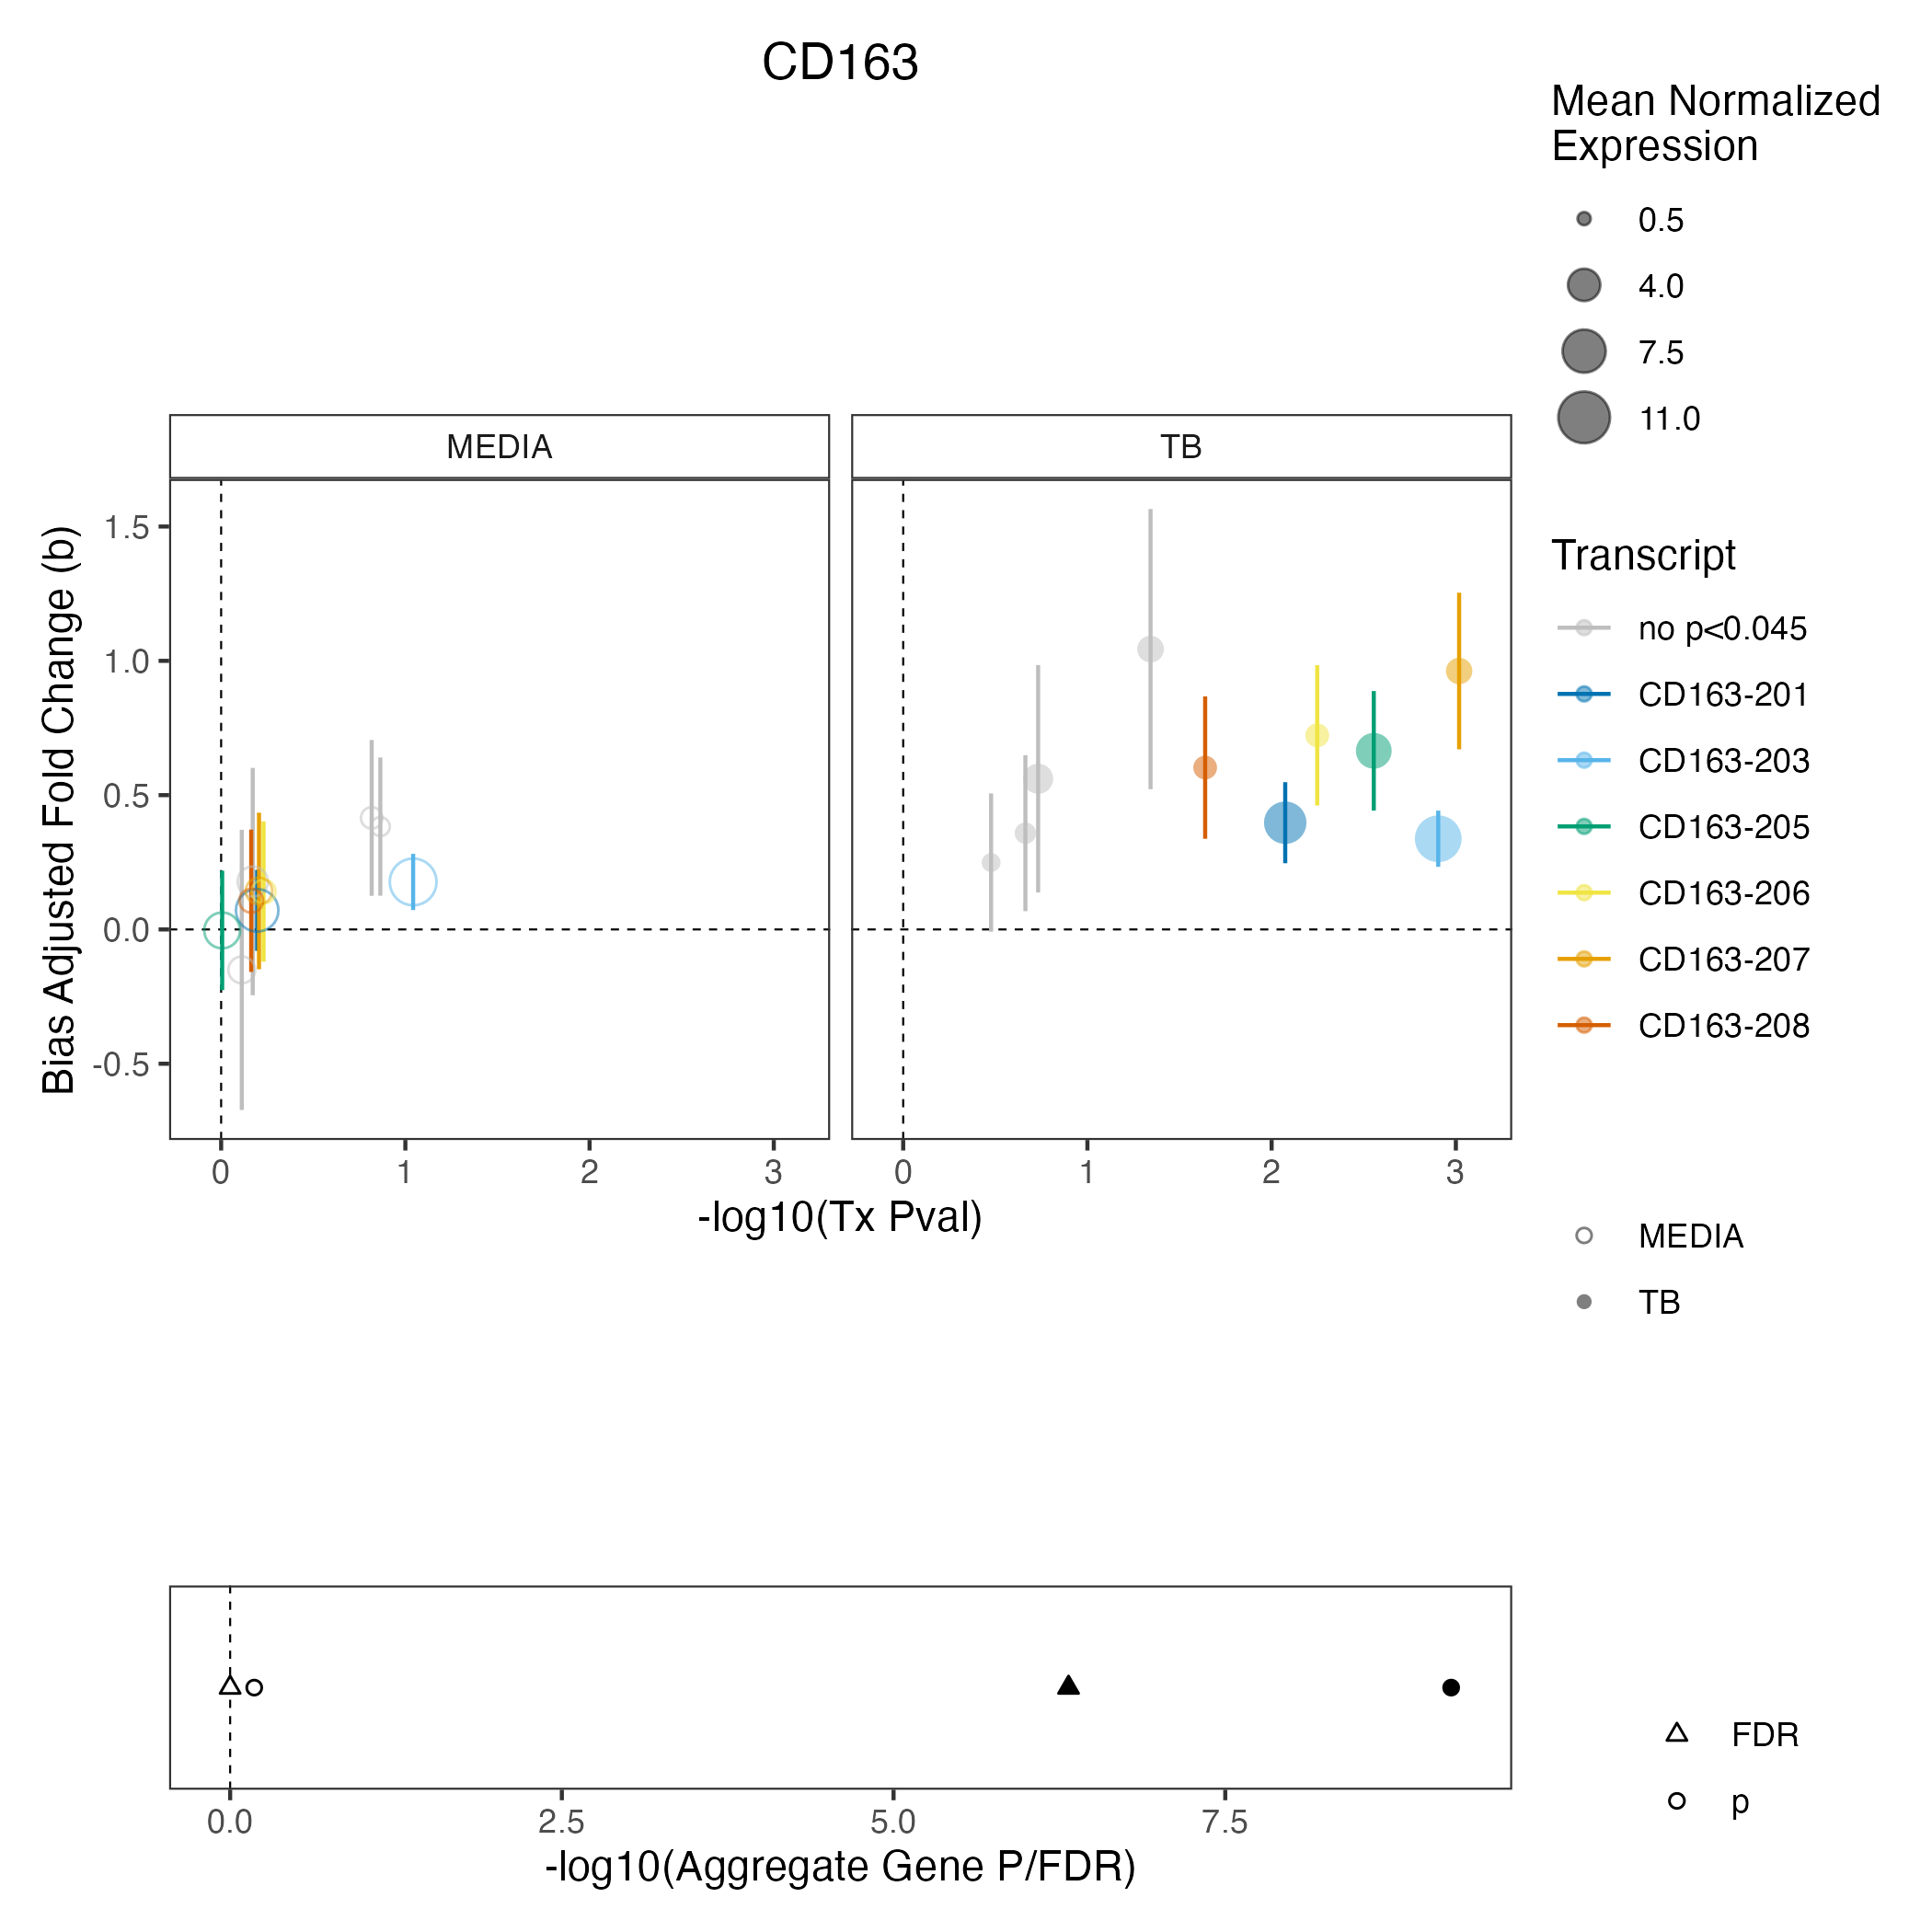 CD163
Mean Normalized
Expression
0.5
4.0
7.5
11.0
MEDIA
TB
1.5
1.0
0.5
0.0
-0.5
Bias Adjusted Fold Change (b)
0
1
2
3
0
1
2
3
-log10(Tx Pval)
Transcript
no p<0.045
CD163-201
CD163-203
CD163-205
CD163-206
CD163-207
CD163-208
MEDIA
TB
0.0
2.5
5.0
7.5
-log10(Aggregate Gene P/FDR)
FDR
p